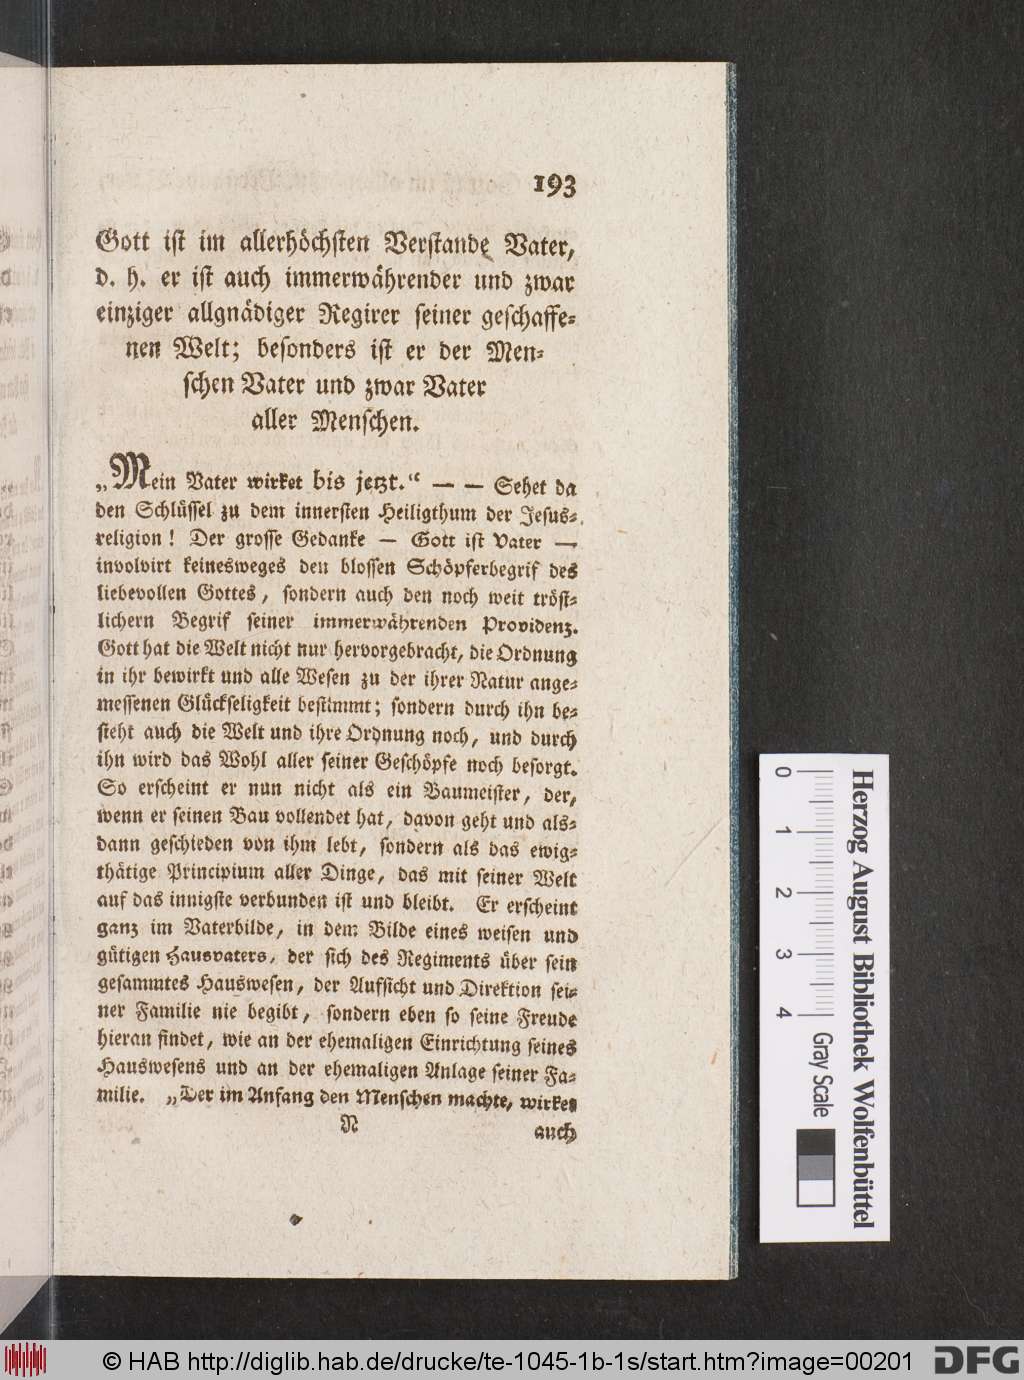 193
Gott ist im allerhöchsten Verstande Vater,
d. h. er ist auch immerwährender und zwar
einziger allgnädiger Regirer seiner geschaffe-
nen Welt; besonders ist er der Men-
schen Vater und zwar Vater
aller Menschen.
„Mein Vater wirket bis jetzt.“ — — Sehet da
den Schlüssel zu dem innersten Heiligthum der Jesus-
religion! Der grosse Gedanke — Gott ist Vater —
involvirt keinesweges den blossen Schöpferbegrif des
liebevollen Gottes, sondern auch den noch weit tröst-
lichern Begrif seiner immerwährenden Providenz.
Gott hat die Welt nicht nur hervorgebracht, die Ordnung
in ihr bewirkt und alle Wesen zu der ihrer Natur ange-
messenen Glückseligkeit bestimmt; sondern durch ihn be-
steht auch die Welt und ihre Ordnung noch, und durch
ihn wird das Wohl aller seiner Geschöpfe noch besorgt.
So erscheint er nun nicht als ein Baumeister, der,
wenn er seinen Bau vollendet hat, davon geht und als-
dann geschieden von ihm lebt, sondern als das ewig-
thätige Principium aller Dinge, das mit seiner Welt
auf das innigste verbunden ist und bleibt. Er erscheint
ganz im Vaterbilde, in dem Bilde eines weisen und
gütigen Hausvaters, der sich des Regiments über sein
gesammtes Hauswesen, der Aufsicht und Direktion sei-
ner Familie nie begibt, sondern eben so seine Freude
hieran findet, wie an der ehemaligen Einrichtung seines
Hauswesens und an der ehemaligen Anlage seiner Fa-
milie. „Der im Anfang den Menschen machte, wirket
N auch
0 1 2 3 4
Gray Scale
Herzog August Bibliothek Wolfenbüttel
© HAB http://diglib.hab.de/drucke/te-1045-1b-1s/start.htm?image=00201
DFG